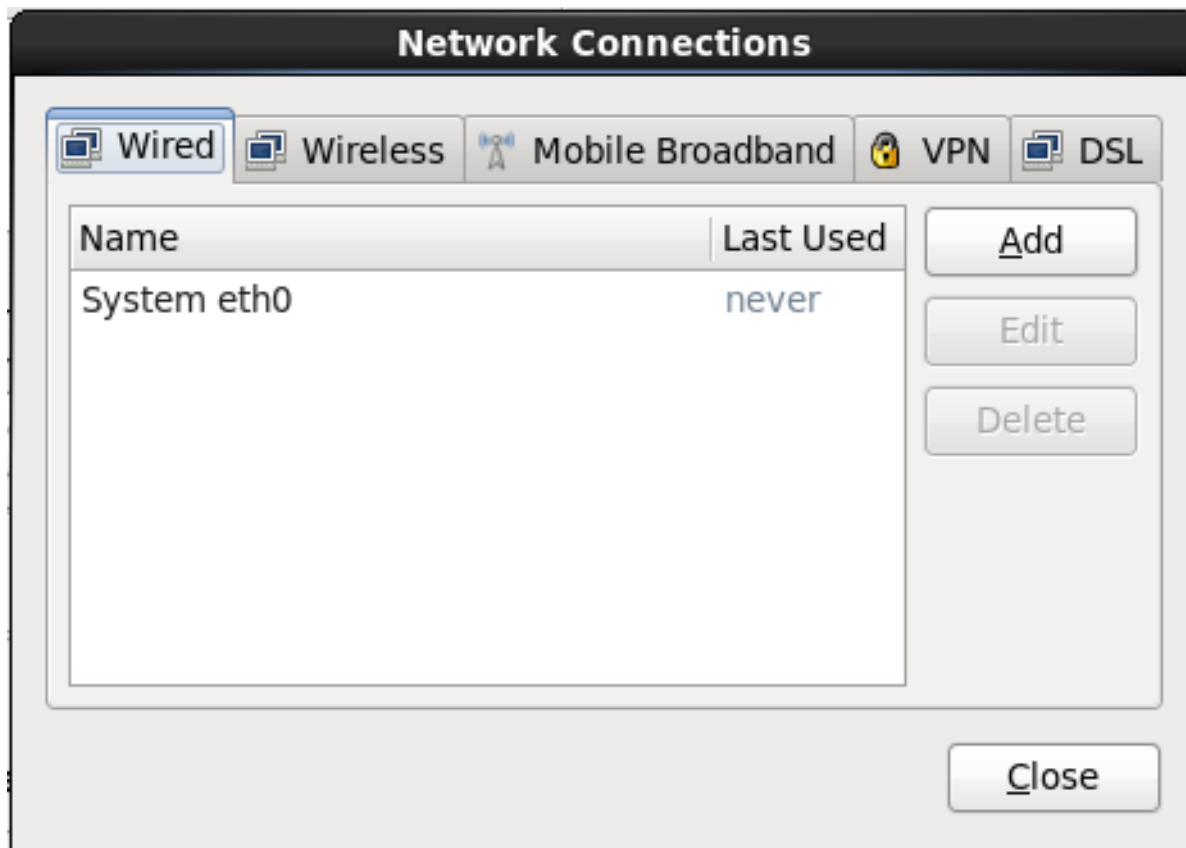 Network Connections
Wired Wireless Mobile Broadband VPN DSL
Name Last Used Add
System eth0 never
Edit
Delete
Close